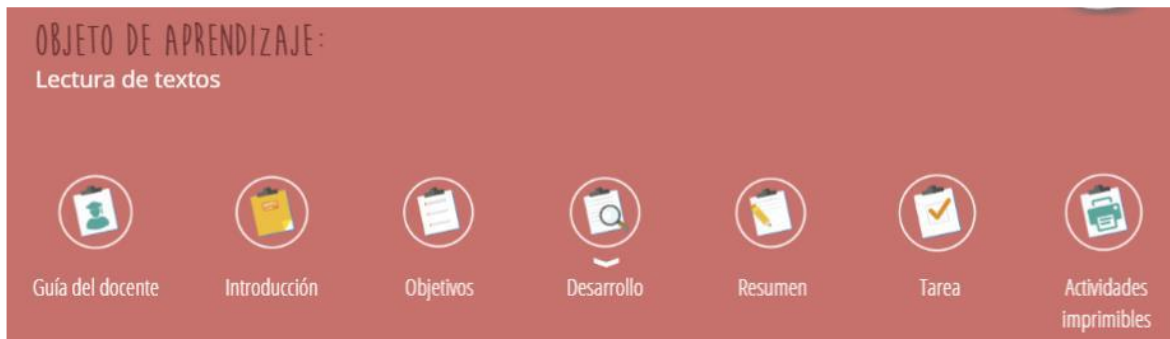 OBJETO DE APRENDIZAJE:
Lectura de textos
Guía del docente
Introducción
Objetivos
Desarrollo
Resumen
Tarea
Actividades
imprimibles